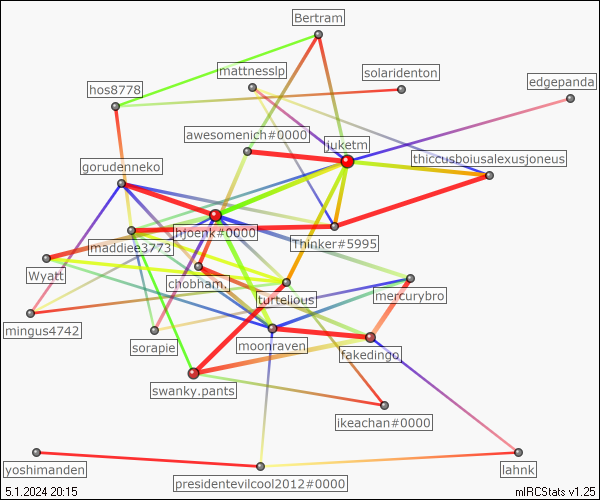 Bertram
mattnesslp
solaridenton
edgepanda
hos8778
awesomenich#0000
juketm
thiccusboiusalexusjoneus
gorudenneko
hjoenk#0000
Thinker#5995
maddiee3773
Wyatt
chobham.
turtelious
mercurybro
mingus4742
sorapie
moonraven
fakedingo
swanky.pants
ikeachan#0000
yoshimanden
presidentevilcool2012#0000
lahnk
5.1.2024 20:15
mIRCStats v1.25